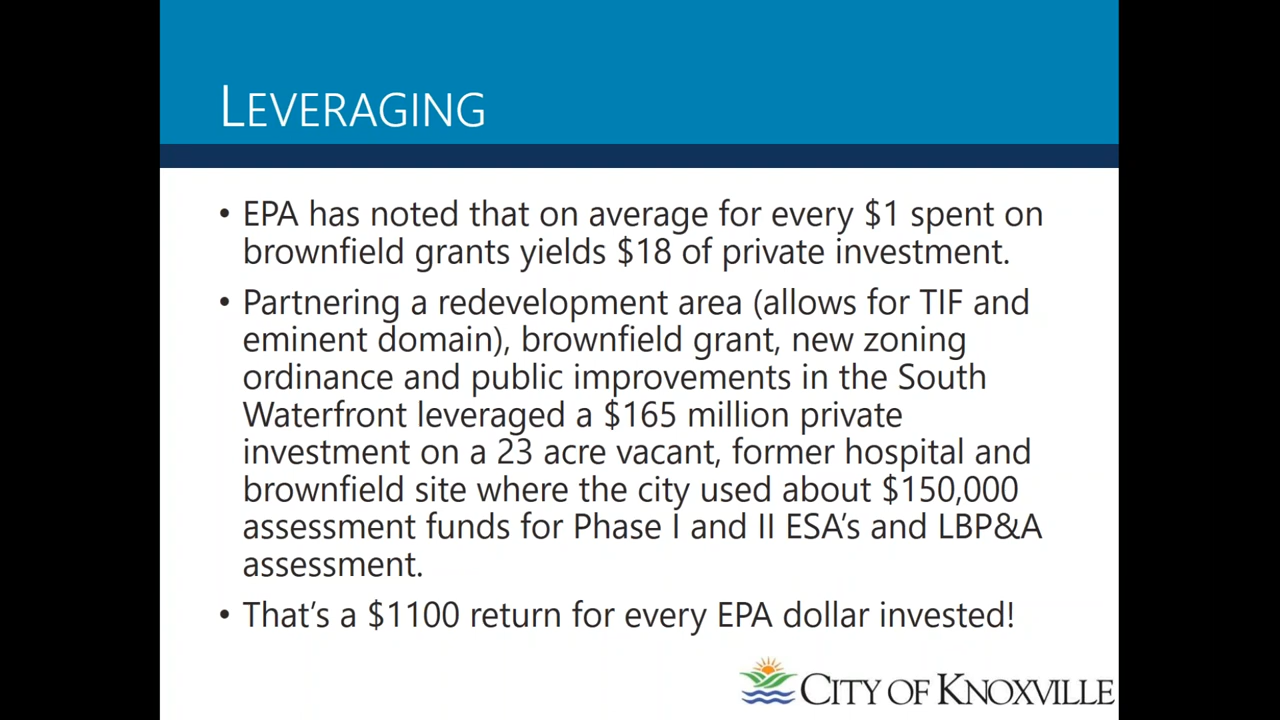 LEVERAGING
• EPA has noted that on average for every $1 spent on
brownfield grants yields $18 of private investment.
• Partnering a redevelopment area (allows for TIF and
eminent domain), brownfield grant, new zoning
ordinance and public improvements in the South
Waterfront leveraged a $165 million private
investment on a 23 acre vacant, former hospital and
brownfield site where the city used about $150,000
assessment funds for Phase I and II ESA’s and LBP&A
assessment.
• That’s a $1100 return for every EPA dollar invested!
CITY OF KNOXVILLE